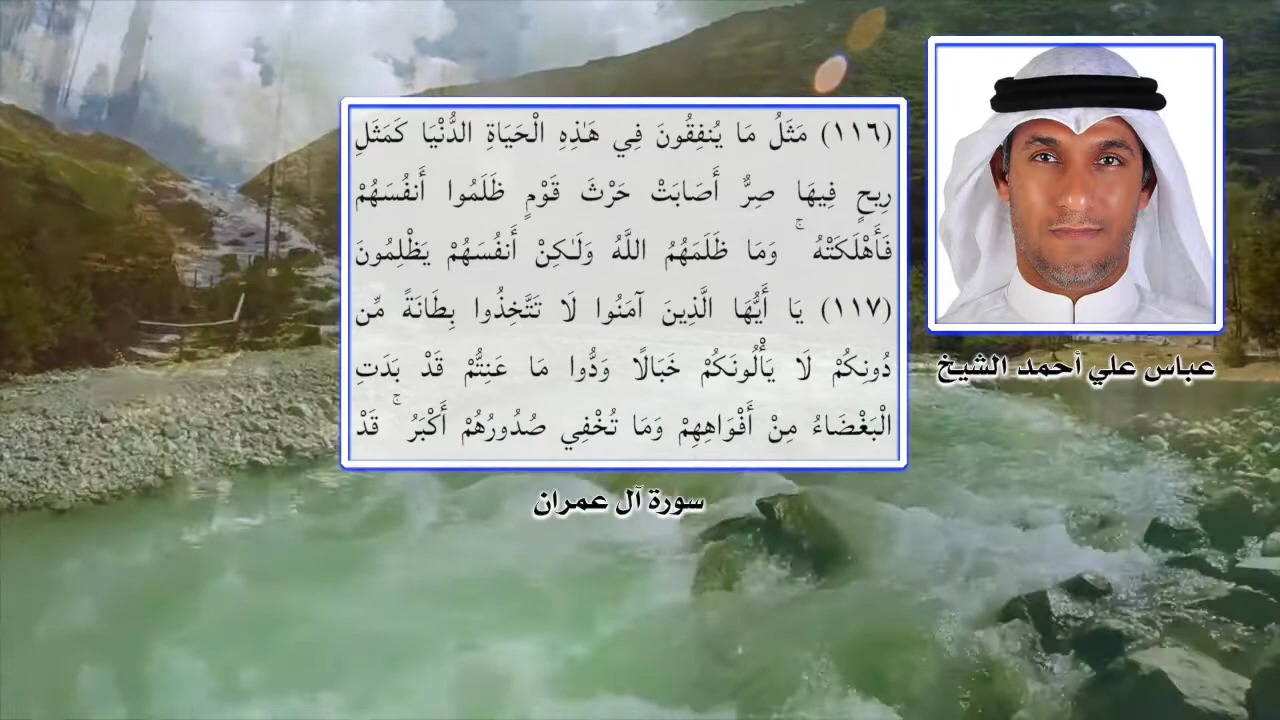 (١١٦) مَثَلُ مَا يُنفِقُونَ فِي هَـٰذِهِ الْحَيَاةِ الدُّنْيَا كَمَثَلِ
رِيحٍ فِيهَا صِرٌّ أَصَابَتْ حَرْثَ قَوْمٍ ظَلَمُوا أَنفُسَهُمْ
فَأَهْلَكَتْهُ ۚ وَمَا ظَلَمَهُمُ اللَّهُ وَلَـٰكِنْ أَنفُسَهُمْ يَظْلِمُونَ
(١١٧) يَا أَيُّهَا الَّذِينَ آمَنُوا لَا تَتَّخِذُوا بِطَانَةً مِّن
دُونِكُمْ لَا يَأْلُونَكُمْ خَبَالًا وَدُّوا مَا عَنِتُّمْ قَدْ بَدَتِ
الْبَغْضَاءُ مِنْ أَفْوَاهِهِمْ وَمَا تُخْفِي صُدُورُهُمْ أَكْبَرُ ۚ قَدْ
عباس علي أحمد الشيخ
سورة آل عمران